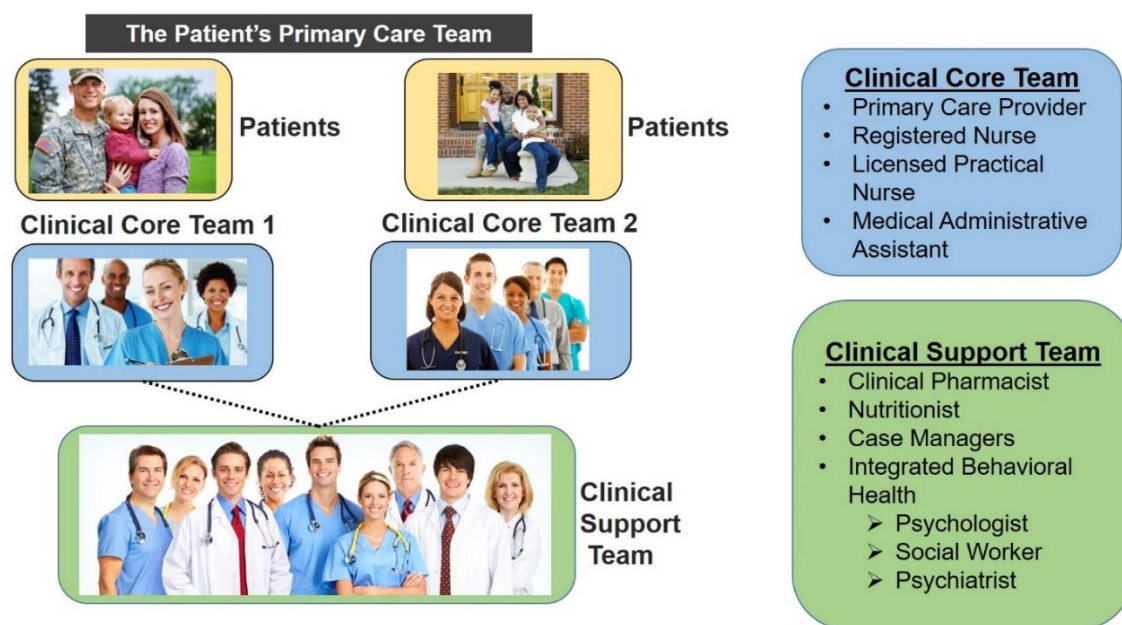 The Patient's Primary Care Team
Patients
Patients
Clinical Core Team 1
Clinical Core Team 2
Clinical
Support
Team
Clinical Core Team
• Primary Care Provider
• Registered Nurse
• Licensed Practical
Nurse
• Medical Administrative
Assistant
Clinical Support Team
• Clinical Pharmacist
• Nutritionist
• Case Managers
• Integrated Behavioral
Health
➢ Psychologist
➢ Social Worker
➢ Psychiatrist